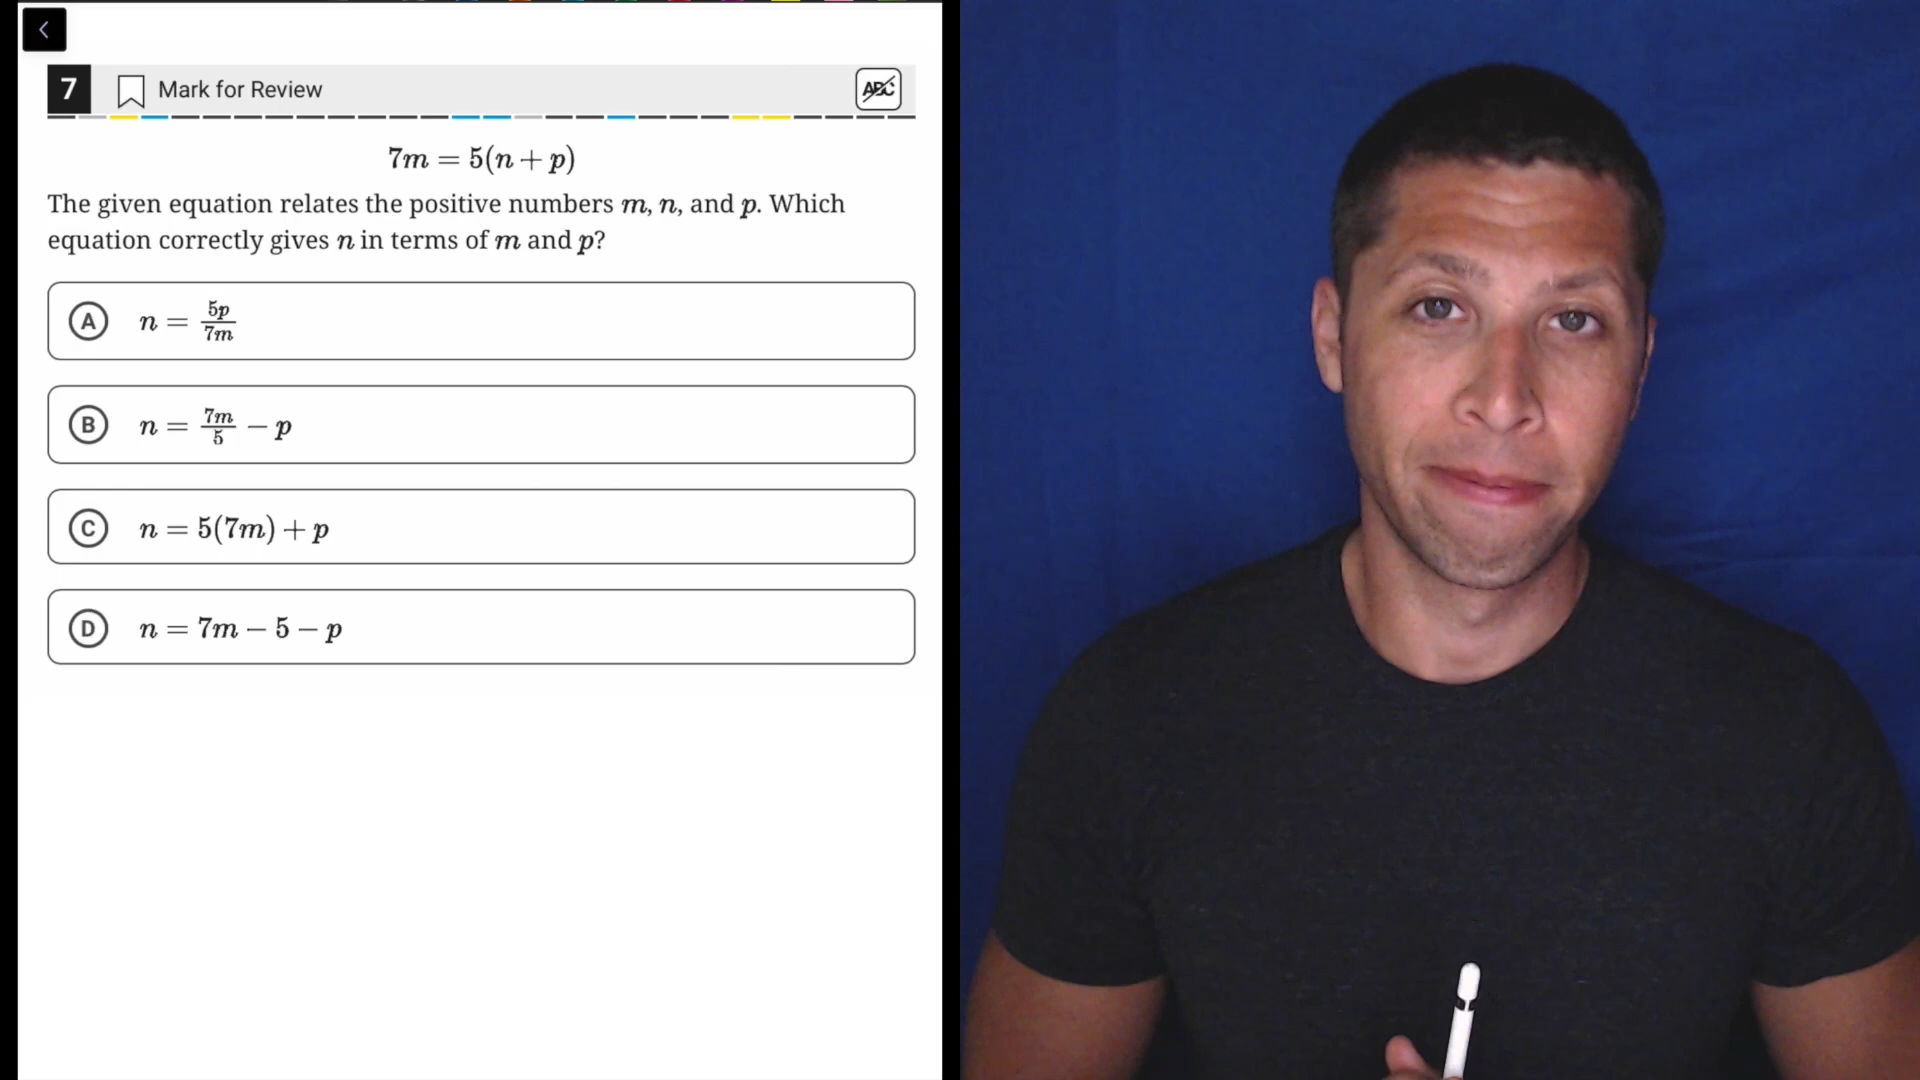 7 Mark for Review ABC
7m = 5(n + p)
The given equation relates the positive numbers m, n, and p. Which
equation correctly gives n in terms of m and p?
A n = 5p/7m
B n = 7m/5 − p
C n = 5(7m) + p
D n = 7m − 5 − p